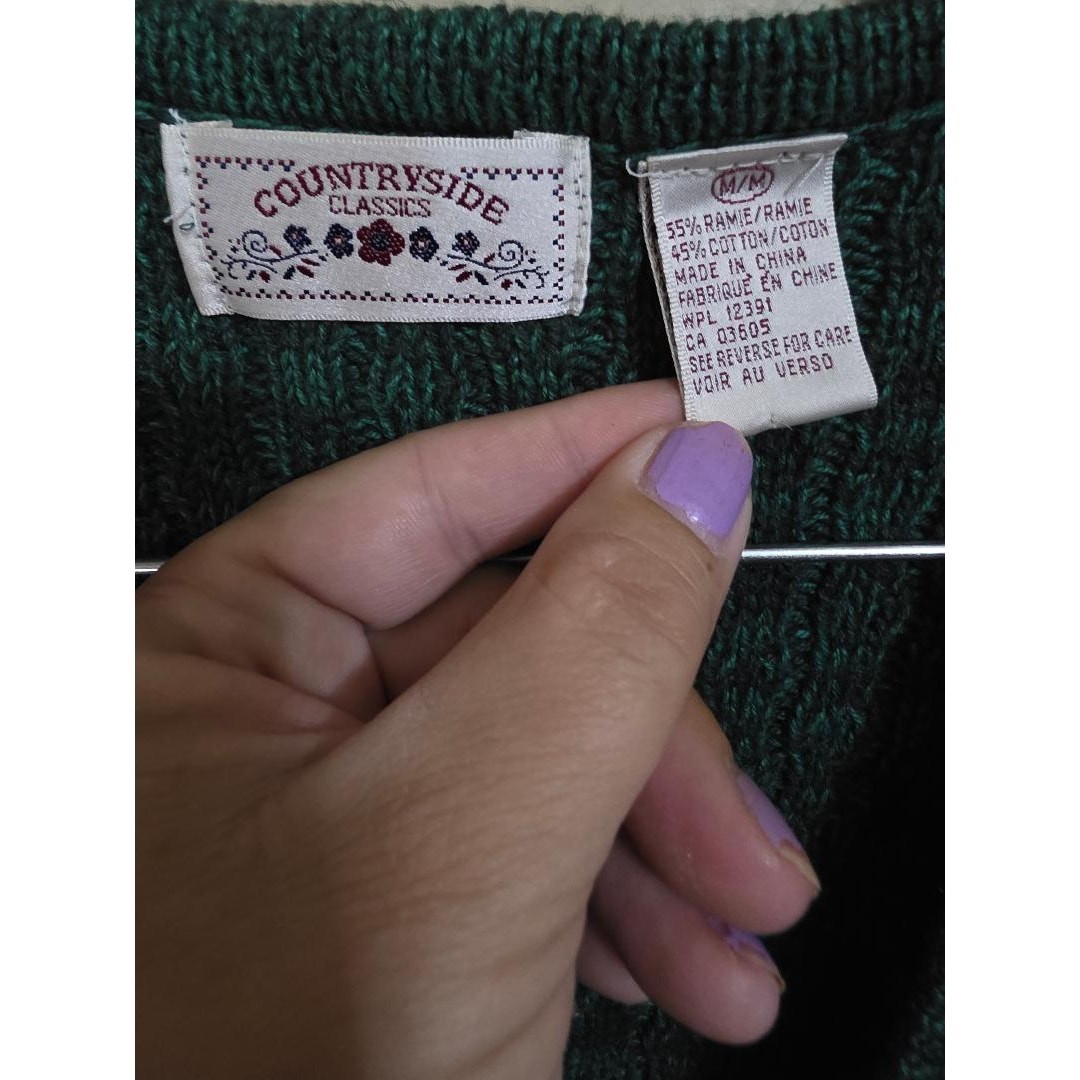 COUNTRYSIDE
CLASSICS
M/M
55% RAMIE/RAMIE
45% COTTON/COTON
MADE IN CHINA
FABRIQUÉ EN CHINE
WPL 12391
CA 03605
SEE REVERSE FOR CARE
VOIR AU VERSO